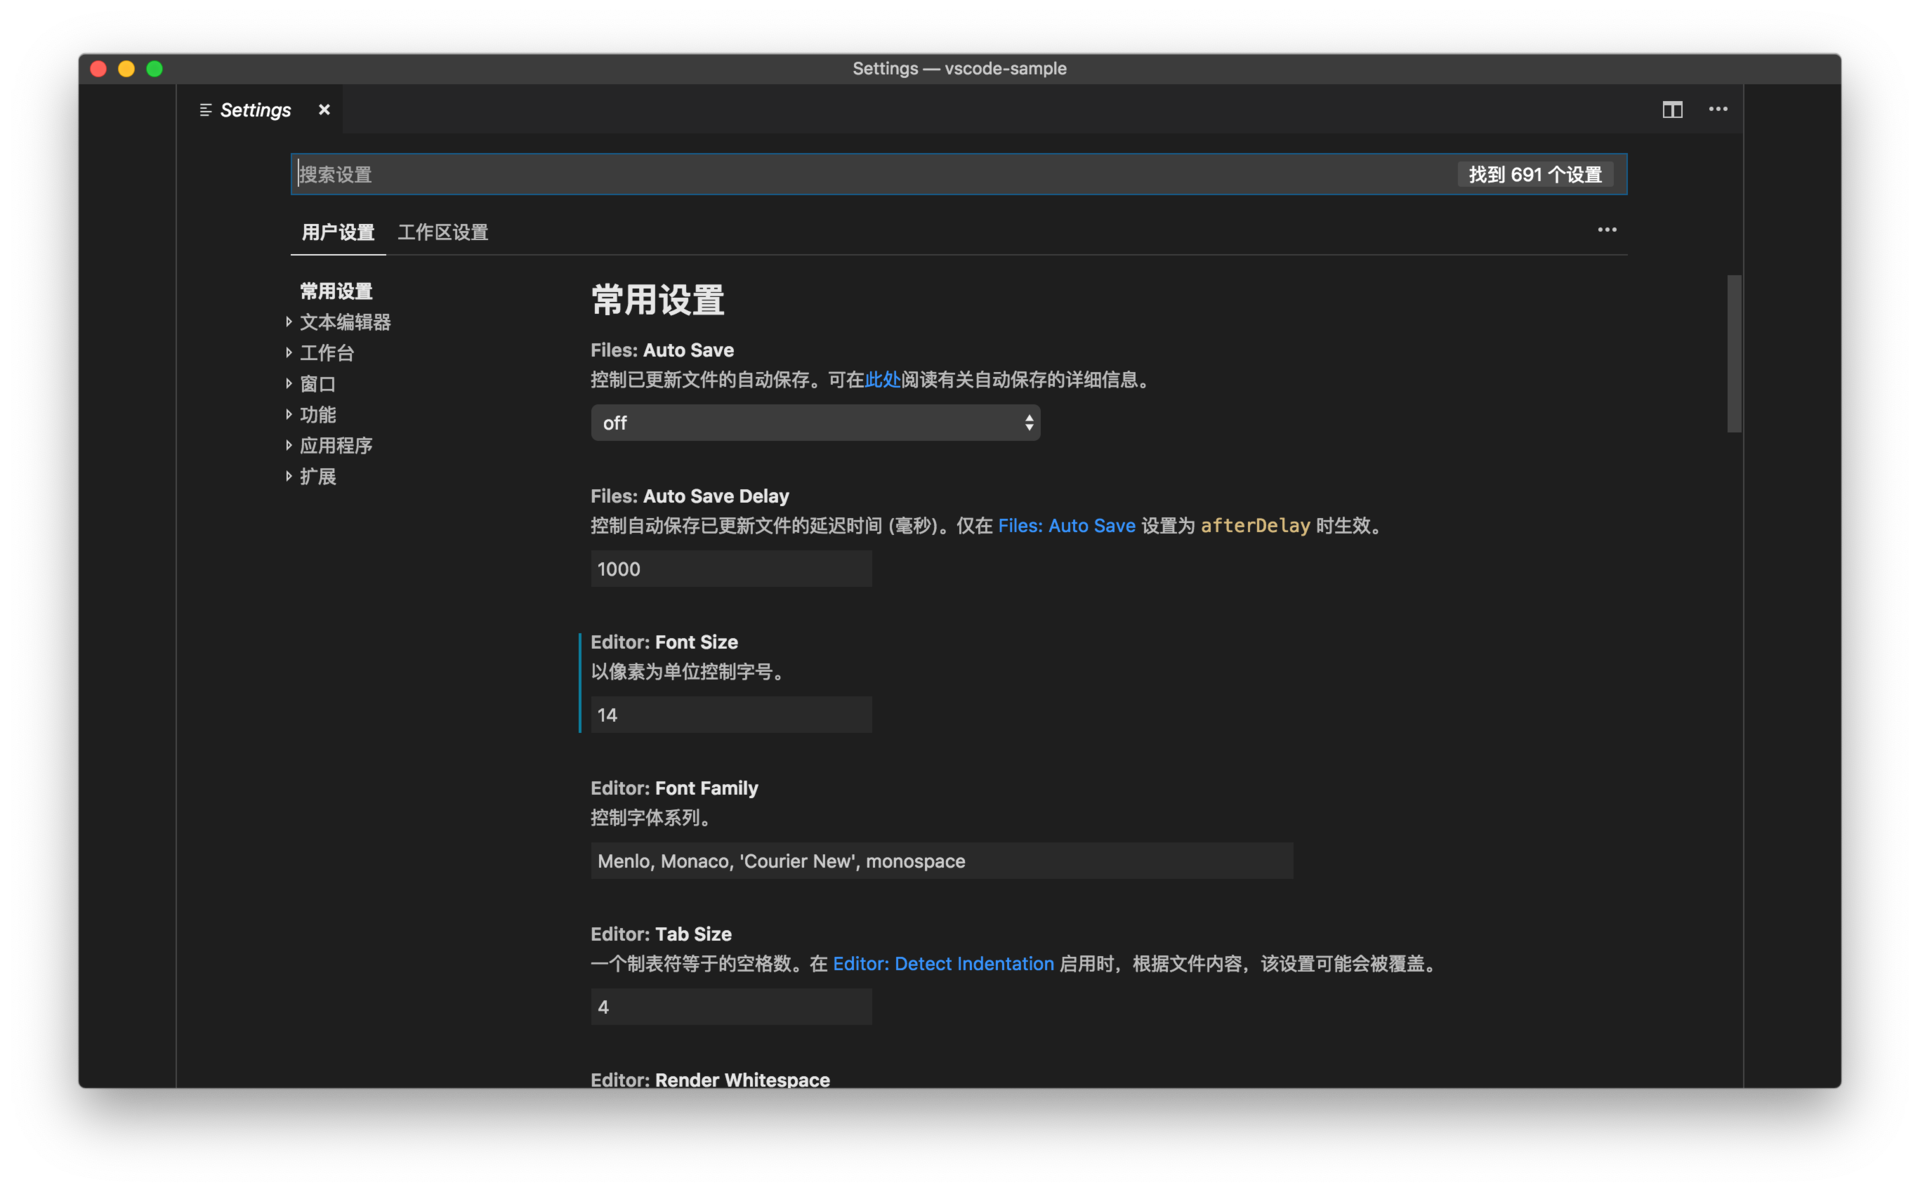 Settings — vscode-sample
Settings
搜索设置
找到 691 个设置
用户设置
工作区设置
常用设置
文本编辑器
工作台
窗口
功能
应用程序
扩展
常用设置
Files: Auto Save
控制已更新文件的自动保存。可在此处阅读有关自动保存的详细信息。
off
Files: Auto Save Delay
控制自动保存已更新文件的延迟时间 (毫秒)。仅在 Files: Auto Save 设置为 afterDelay 时生效。
1000
Editor: Font Size
以像素为单位控制字号。
14
Editor: Font Family
控制字体系列。
Menlo, Monaco, 'Courier New', monospace
Editor: Tab Size
一个制表符等于的空格数。在 Editor: Detect Indentation 启用时，根据文件内容，该设置可能会被覆盖。
4
Editor: Render Whitespace